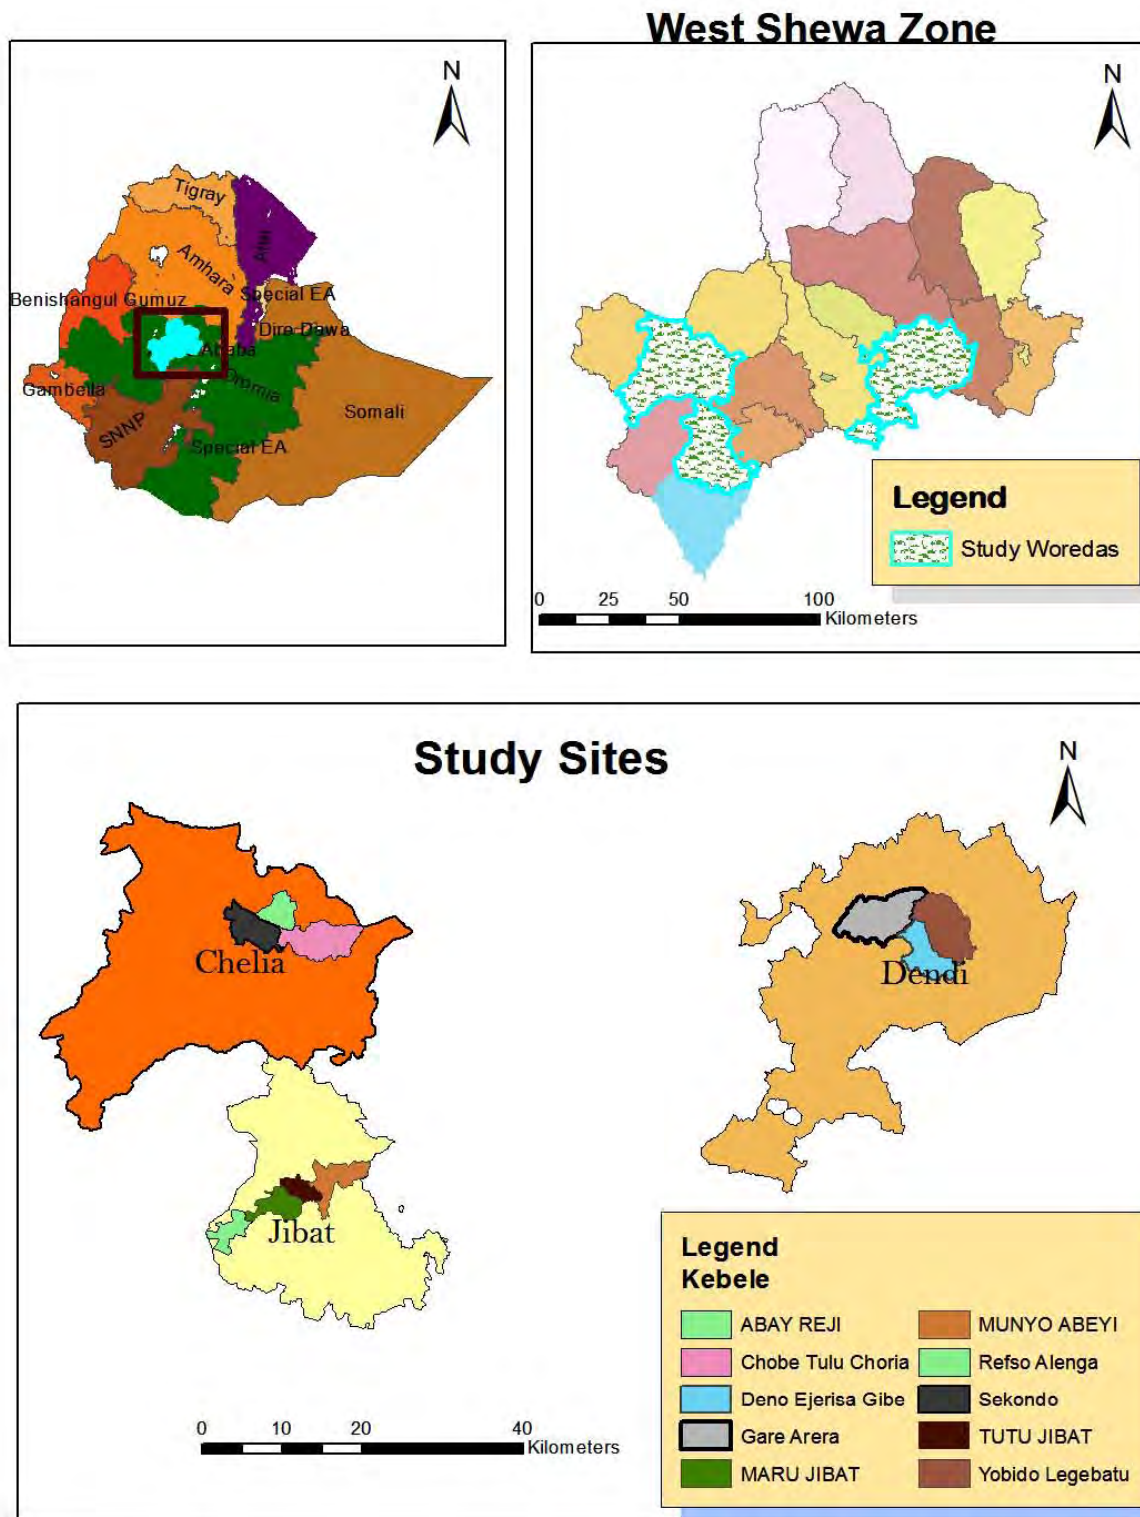 West Shewa Zone
N
Tigray
Afar
Amhara
Benishangul Gumuz
Special EA
Dire Dawa
Ababa
Oromia
Gambella
SNNP
Somali
Special EA
N
Legend
Study Woredas
0 25 50 100
Kilometers
Study Sites
N
Chelia
Dendi
Jibat
0 10 20 40
Kilometers
Legend
Kebele
ABAY REJI
MUNYO ABEYI
Chobe Tulu Choria
Refso Alenga
Deno Ejerisa Gibe
Sekondo
Gare Arera
TUTU JIBAT
MARU JIBAT
Yobido Legebatu